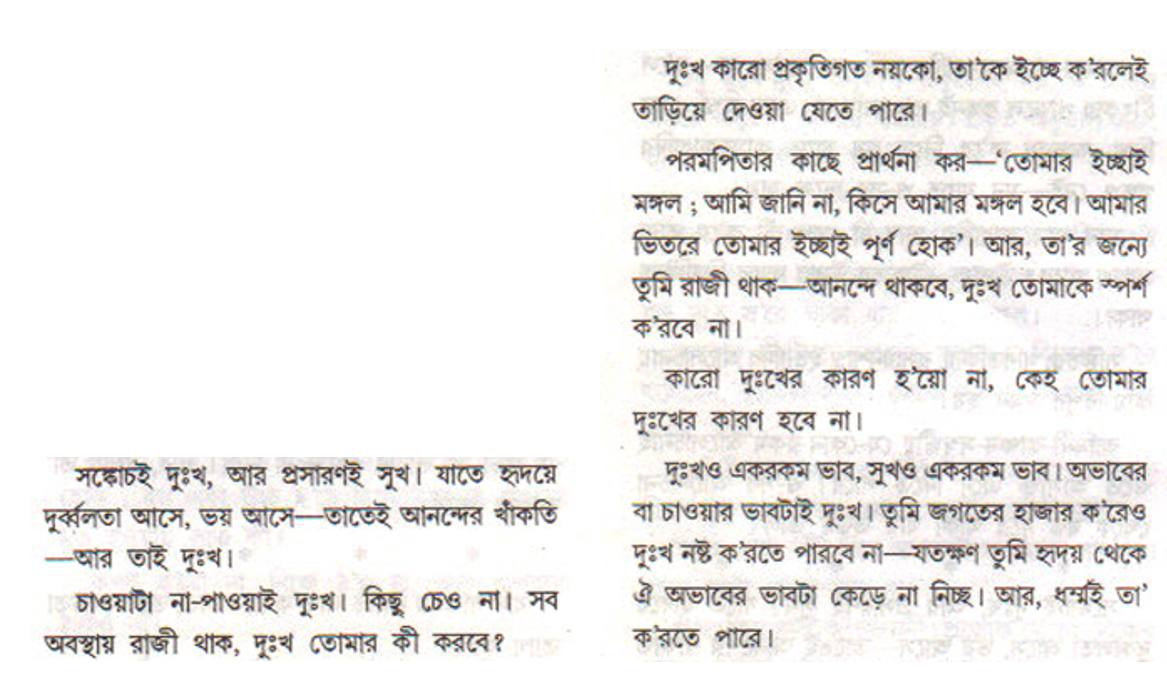 সঙ্কোচই দুঃখ, আর প্রসারণই সুখ। যাতে হৃদয়ে
দুর্ব্বলতা আসে, ভয় আসে—তাতেই আনন্দের খাঁকতি
—আর তাই দুঃখ।
চাওয়াটা না-পাওয়াই দুঃখ। কিছু চেও না। সব
অবস্থায় রাজী থাক, দুঃখ তোমার কী করবে?
দুঃখ কারো প্রকৃতিগত নয়কো, তা'কে ইচ্ছে ক'রলেই
তাড়িয়ে দেওয়া যেতে পারে।
পরমপিতার কাছে প্রার্থনা কর—‘তোমার ইচ্ছাই
মঙ্গল ; আমি জানি না, কিসে আমার মঙ্গল হবে। আমার
ভিতরে তোমার ইচ্ছাই পূর্ণ হোক’। আর, তা'র জন্যে
তুমি রাজী থাক—আনন্দে থাকবে, দুঃখ তোমাকে স্পর্শ
ক'রবে না।
কারো দুঃখের কারণ হ'য়ো না, কেহ তোমার
দুঃখের কারণ হবে না।
দুঃখও একরকম ভাব, সুখও একরকম ভাব। অভাবের
বা চাওয়ার ভাবটাই দুঃখ। তুমি জগতের হাজার ক'রেও
দুঃখ নষ্ট ক'রতে পারবে না—যতক্ষণ তুমি হৃদয় থেকে
ঐ অভাবের ভাবটা কেড়ে না নিচ্ছ। আর, ধর্ম্মই তা'
ক'রতে পারে।